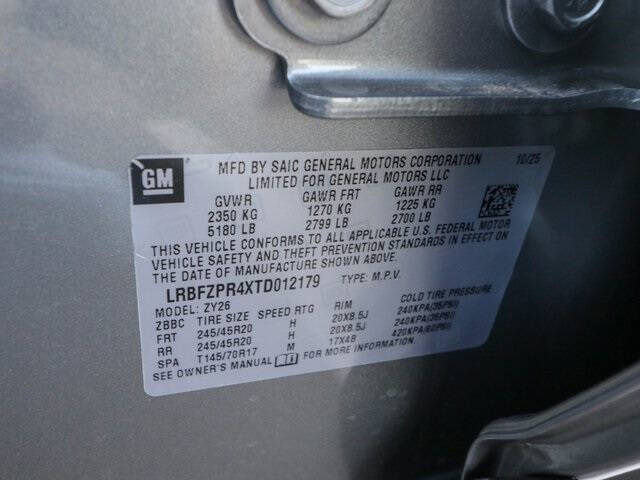 GM
MFD BY SAIC GENERAL MOTORS CORPORATION 10/25
LIMITED FOR GENERAL MOTORS LLC
GVWR GAWR FRT GAWR RR
2350 KG 1270 KG 1225 KG
5180 LB 2799 LB 2700 LB
THIS VEHICLE CONFORMS TO ALL APPLICABLE U.S. FEDERAL MOTOR
VEHICLE SAFETY AND THEFT PREVENTION STANDARDS IN EFFECT ON
THE DATE OF MANUFACTURE SHOWN ABOVE.
LRBFZPR4XTD012179 TYPE: M.P.V.
MODEL: ZY26
ZBBC TIRE SIZE SPEED RTG RIM COLD TIRE PRESSURE
FRT 245/45R20 H 20X8.5J 240KPA(35PSI)
RR 245/45R20 H 20X8.5J 240KPA(35PSI)
SPA T145/70R17 M 17X4B 420KPA(60PSI)
SEE OWNER'S MANUAL FOR MORE INFORMATION.